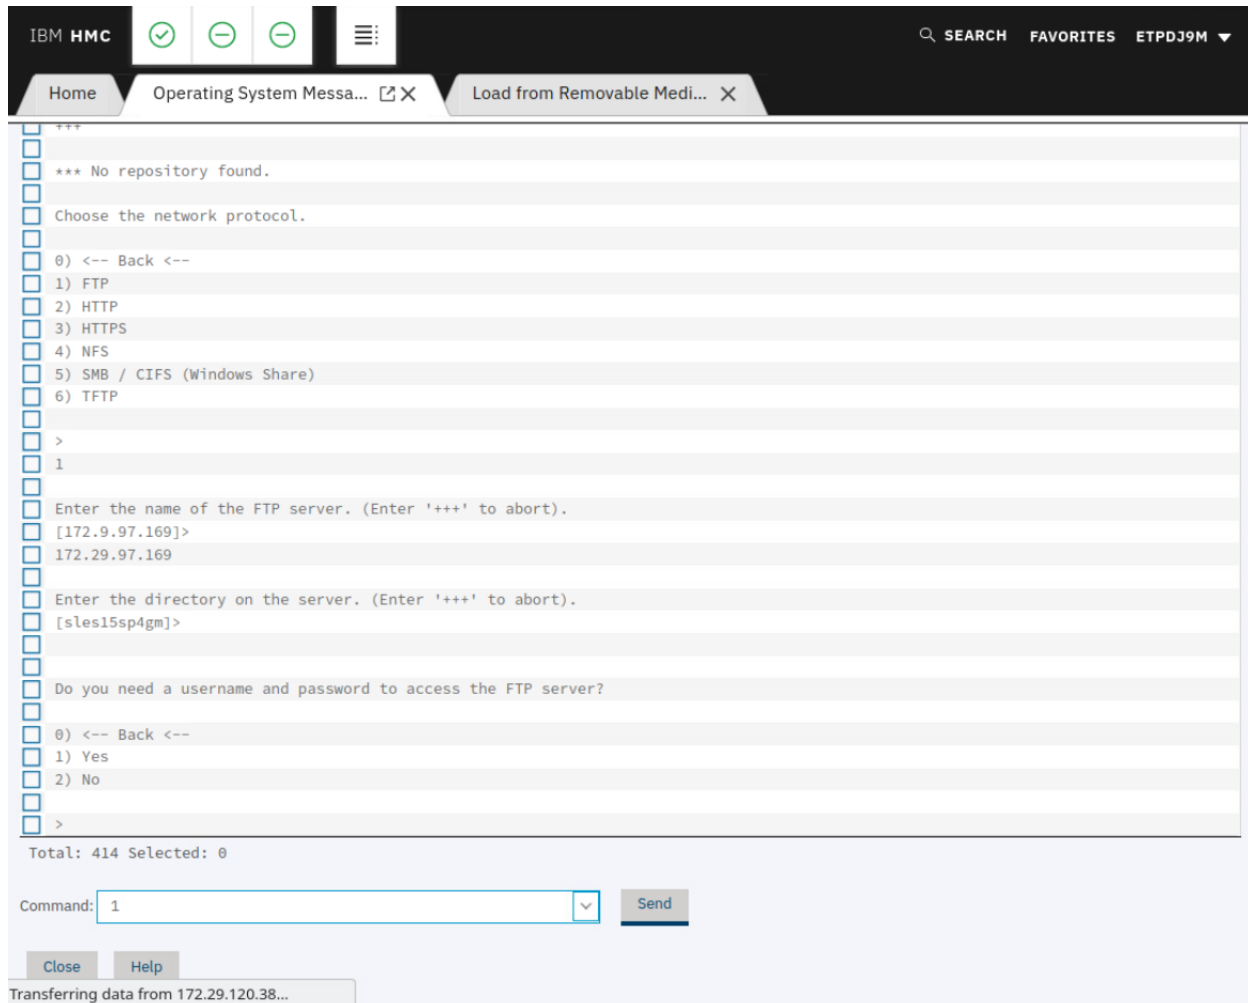 IBM HMC
SEARCH FAVORITES ETPDJ9M
Home Operating System Messa... Load from Removable Medi...
+++
*** No repository found.
Choose the network protocol.
0) <-- Back <--
1) FTP
2) HTTP
3) HTTPS
4) NFS
5) SMB / CIFS (Windows Share)
6) TFTP
>
1
Enter the name of the FTP server. (Enter '+++' to abort).
[172.9.97.169]>
172.29.97.169
Enter the directory on the server. (Enter '+++' to abort).
[sles15sp4gm]>
Do you need a username and password to access the FTP server?
0) <-- Back <--
1) Yes
2) No
>
Total: 414 Selected: 0
Command: 1 Send
Close Help
Transferring data from 172.29.120.38...